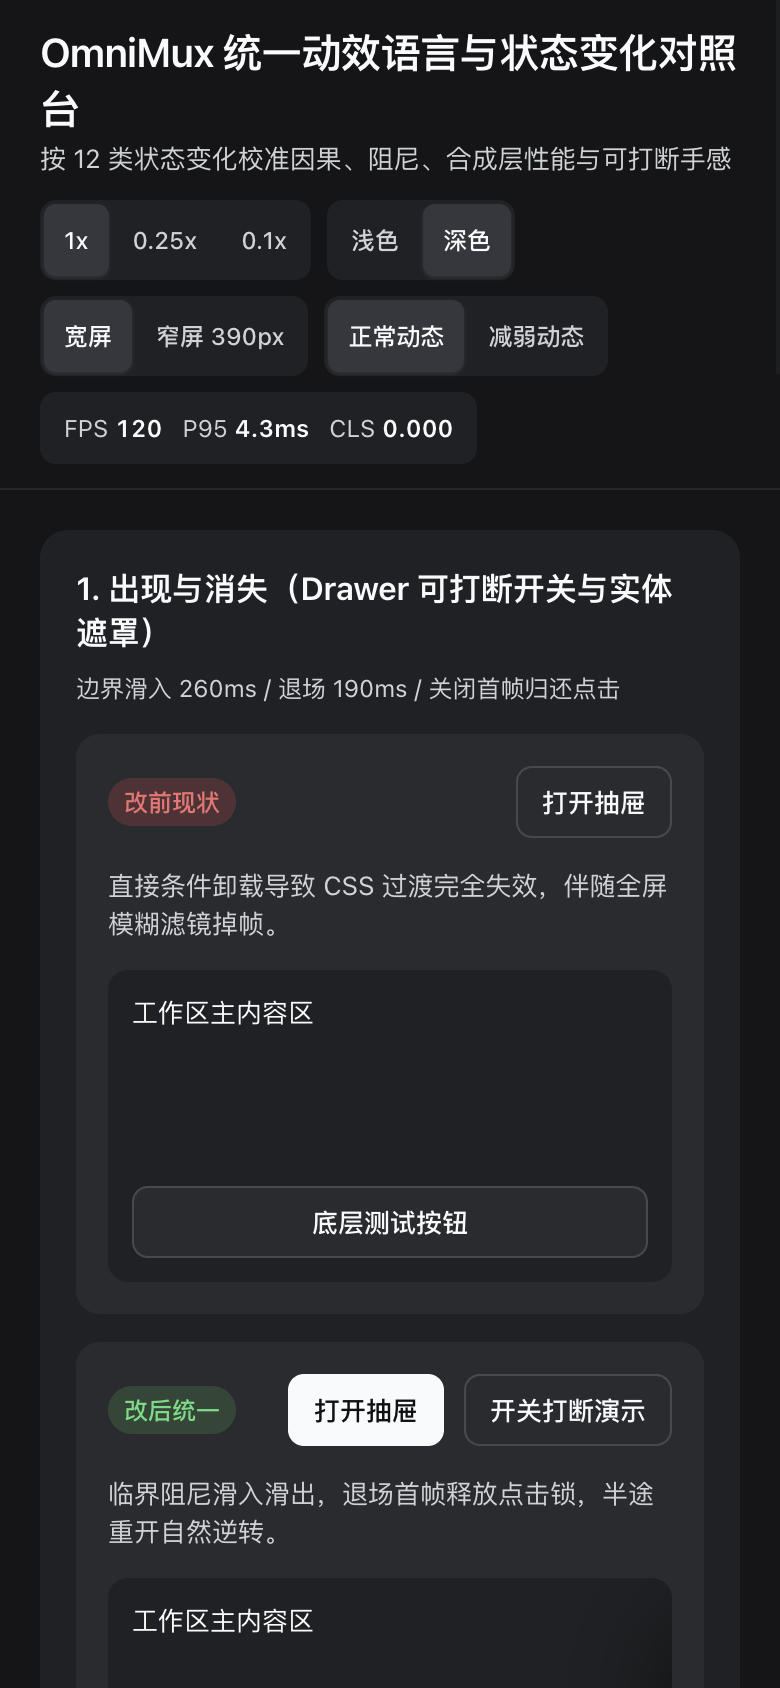 OmniMux 统一动效语言与状态变化对照
台
按 12 类状态变化校准因果、阻尼、合成层性能与可打断手感
1x 0.25x 0.1x 浅色 深色
宽屏 窄屏 390px 正常动态 减弱动态
FPS 120 P95 4.3ms CLS 0.000
1. 出现与消失（Drawer 可打断开关与实体
遮罩）
边界滑入 260ms / 退场 190ms / 关闭首帧归还点击
改前现状 打开抽屉
直接条件卸载导致 CSS 过渡完全失效，伴随全屏
模糊滤镜掉帧。
工作区主内容区
底层测试按钮
改后统一 打开抽屉 开关打断演示
临界阻尼滑入滑出，退场首帧释放点击锁，半途
重开自然逆转。
工作区主内容区